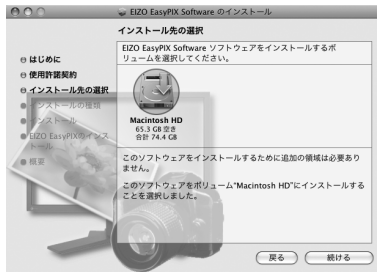 EIZO EasyPIX Software のインストール
インストール先の選択
はじめに
使用許諾契約
インストール先の選択
インストールの種類
インストール
EIZO EasyPIXのインス
トール
概要
EIZO EasyPIX Software ソフトウェアをインストールするボ
リュームを選択してください。
Macintosh HD
65.3 GB 空き
合計 74.4 GB
このソフトウェアをインストールするために追加の領域は必要あり
ません。
このソフトウェアをボリューム"Macintosh HD"にインストールする
ことを選択しました。
戻る
続ける